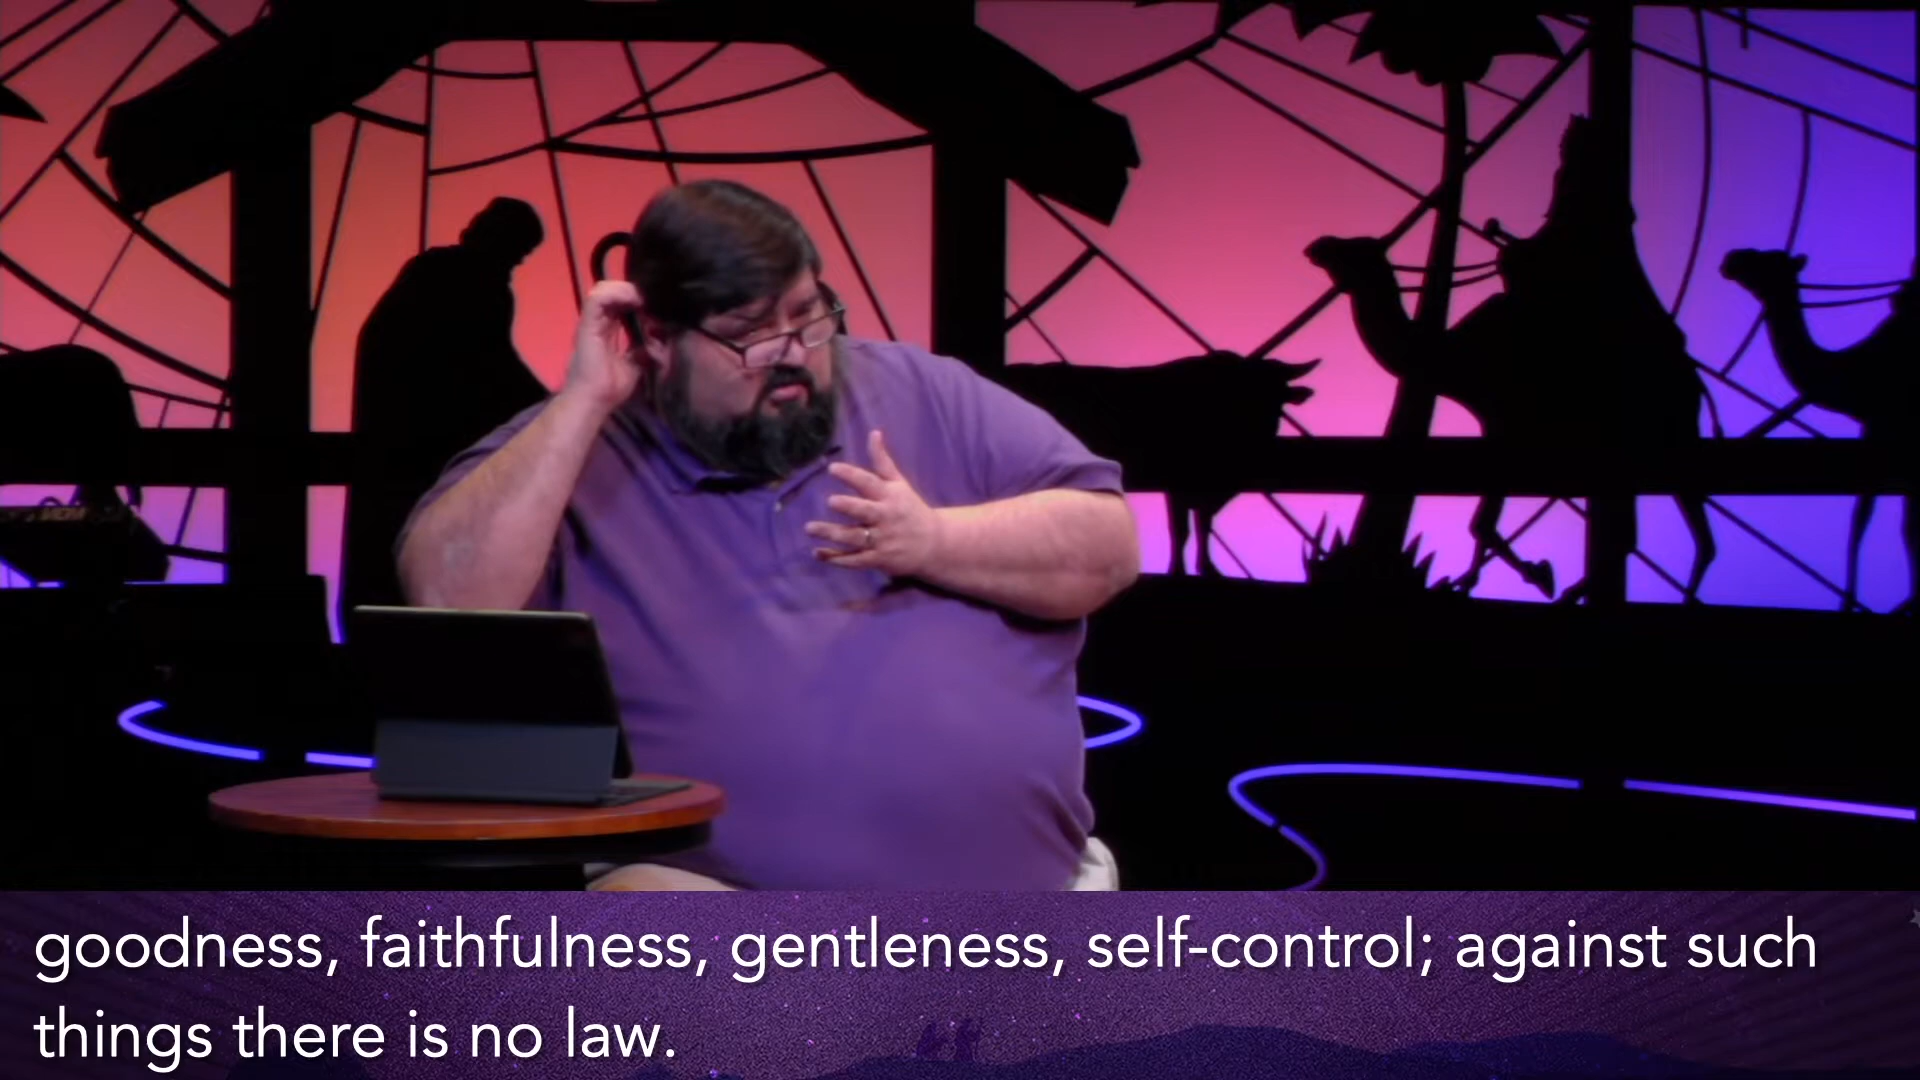 goodness, faithfulness, gentleness, self-control; against such
things there is no law.